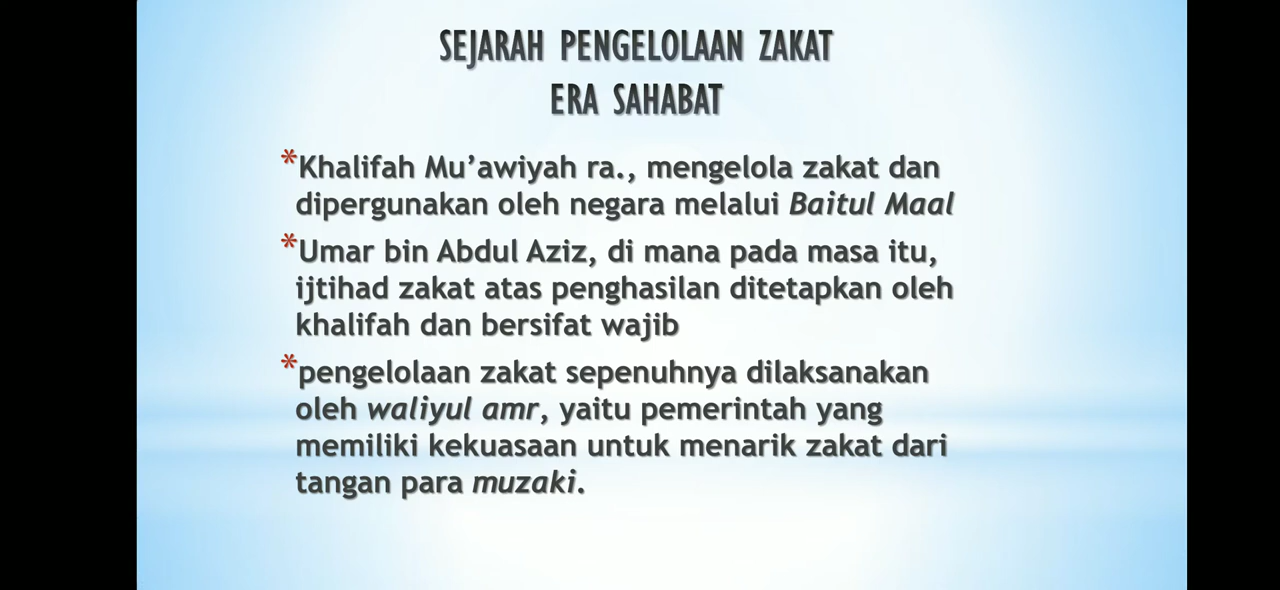 SEJARAH PENGELOLAAN ZAKAT
ERA SAHABAT
*Khalifah Mu’awiyah ra., mengelola zakat dan
dipergunakan oleh negara melalui Baitul Maal
*Umar bin Abdul Aziz, di mana pada masa itu,
ijtihad zakat atas penghasilan ditetapkan oleh
khalifah dan bersifat wajib
*pengelolaan zakat sepenuhnya dilaksanakan
oleh waliyul amr, yaitu pemerintah yang
memiliki kekuasaan untuk menarik zakat dari
tangan para muzaki.